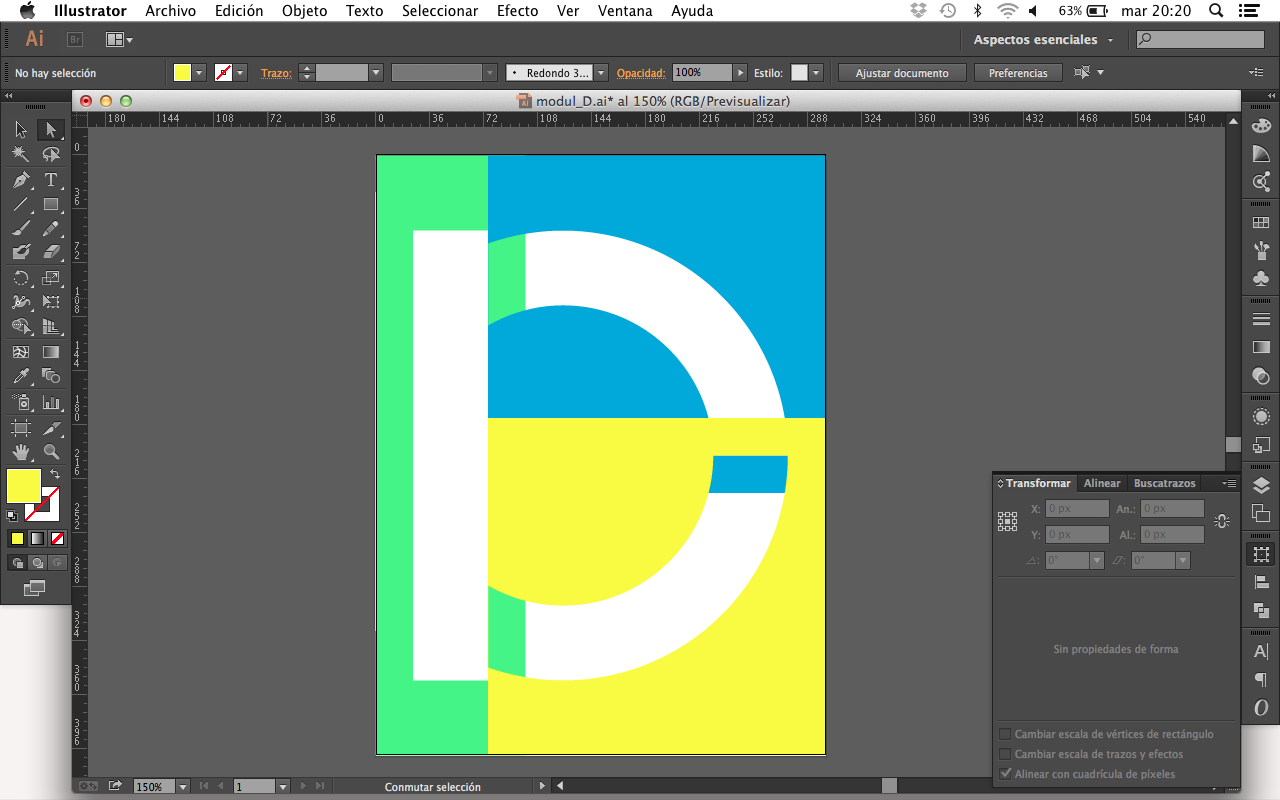 Illustrator Archivo Edición Objeto Texto Seleccionar Efecto Ver Ventana Ayuda 63% mar 20:20
Ai Br Aspectos esenciales
No hay selección Trazo: Redondo 3... Opacidad: 100% Estilo: Ajustar documento Preferencias
modul_D.ai* al 150% (RGB/Previsualizar)
180 144 108 72 36 0 36 72 108 144 180 216 252 288 324 360 396 432 468 504 540
0
36
72
108
144
180
216
252
288
324
360
396
Transformar Alinear Buscatrazos
X: 0 px An.: 0 px
Y: 0 px Al.: 0 px
0° 0°
Sin propiedades de forma
Cambiar escala de vértices de rectángulo
Cambiar escala de trazos y efectos
Alinear con cuadrícula de píxeles
150% 1 Conmutar selección